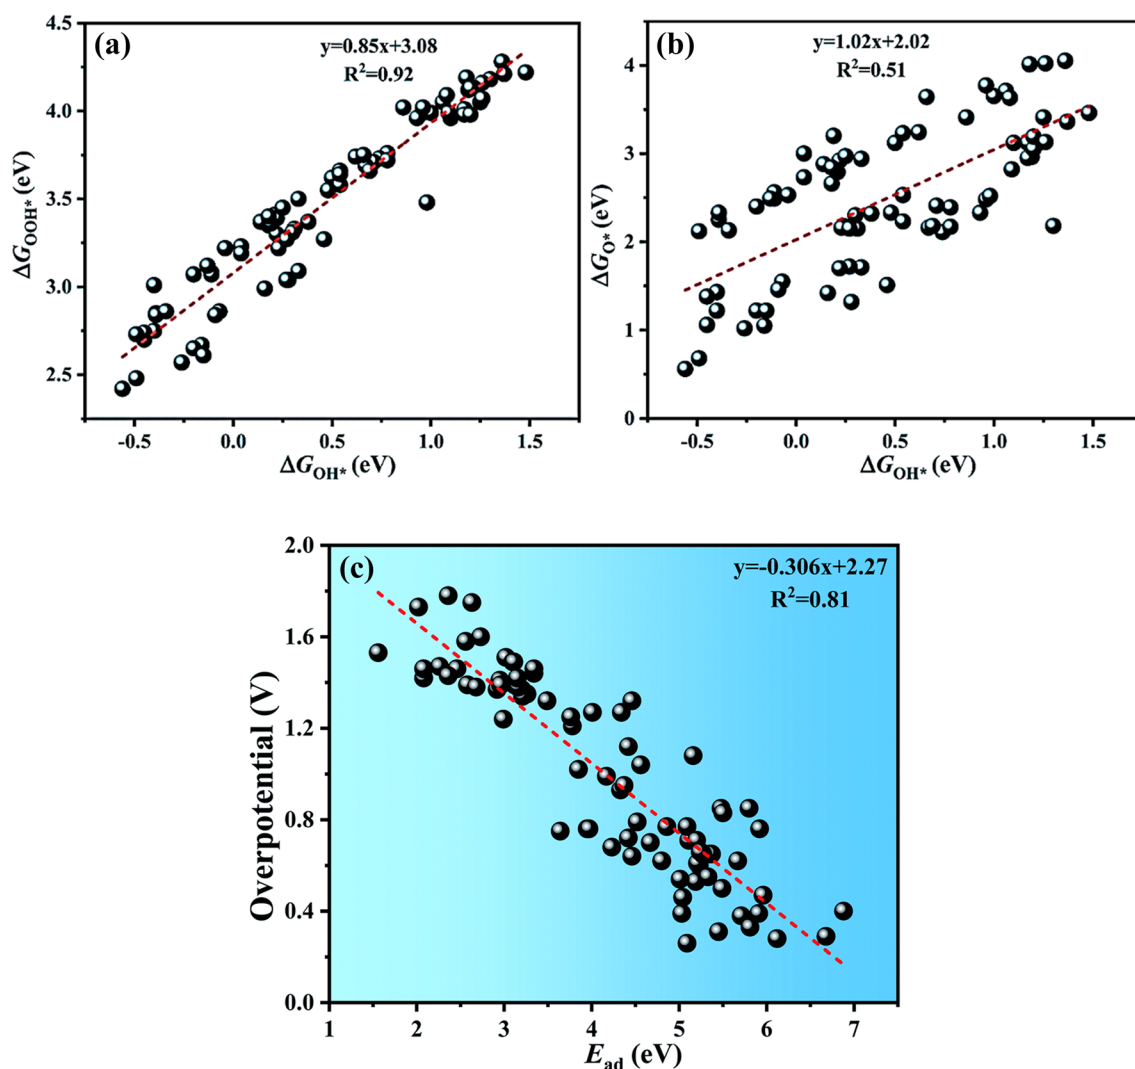 (a)
y=0.85x+3.08
R²=0.92
4.5
4.0
3.5
3.0
2.5
ΔG_OOH* (eV)
-0.5 0.0 0.5 1.0 1.5
ΔG_OH* (eV)
(b)
y=1.02x+2.02
R²=0.51
4
3
2
1
0
ΔG_O* (eV)
-0.5 0.0 0.5 1.0 1.5
ΔG_OH* (eV)
(c)
y=-0.306x+2.27
R²=0.81
2.0
1.6
1.2
0.8
0.4
0.0
Overpotential (V)
1 2 3 4 5 6 7
E_ad (eV)